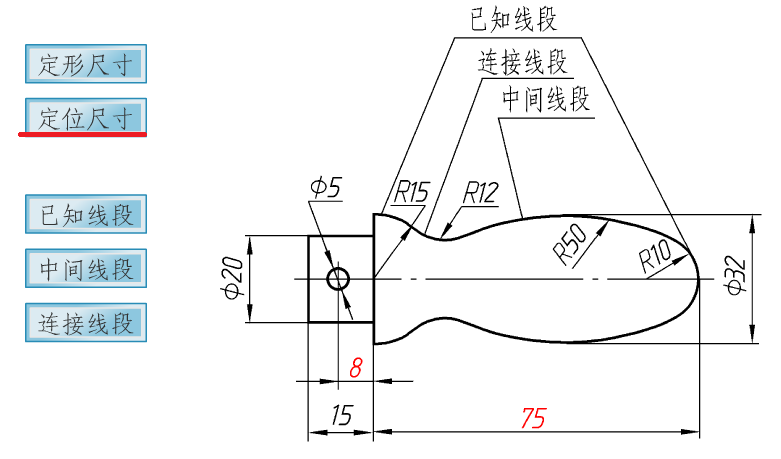 已知线段
连接线段
中间线段
定形尺寸
定位尺寸
已知线段
中间线段
连接线段
Φ5
R15
R12
R50
R10
Φ20
Φ32
8
15
75